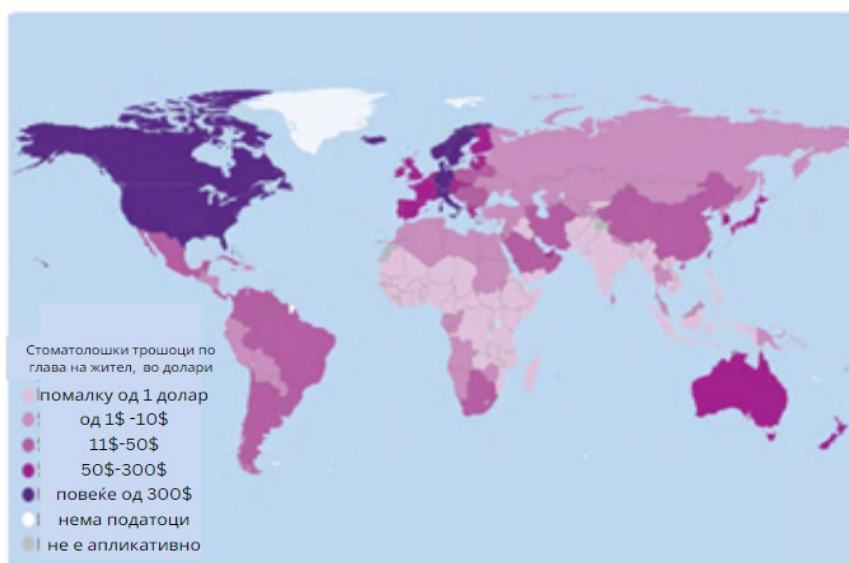 Стоматолошки трошоци по
глава на жител, во долари
помалку од 1 долар
од 1$ -10$
11$-50$
50$-300$
повеќе од 300$
нема податоци
не е апликативно